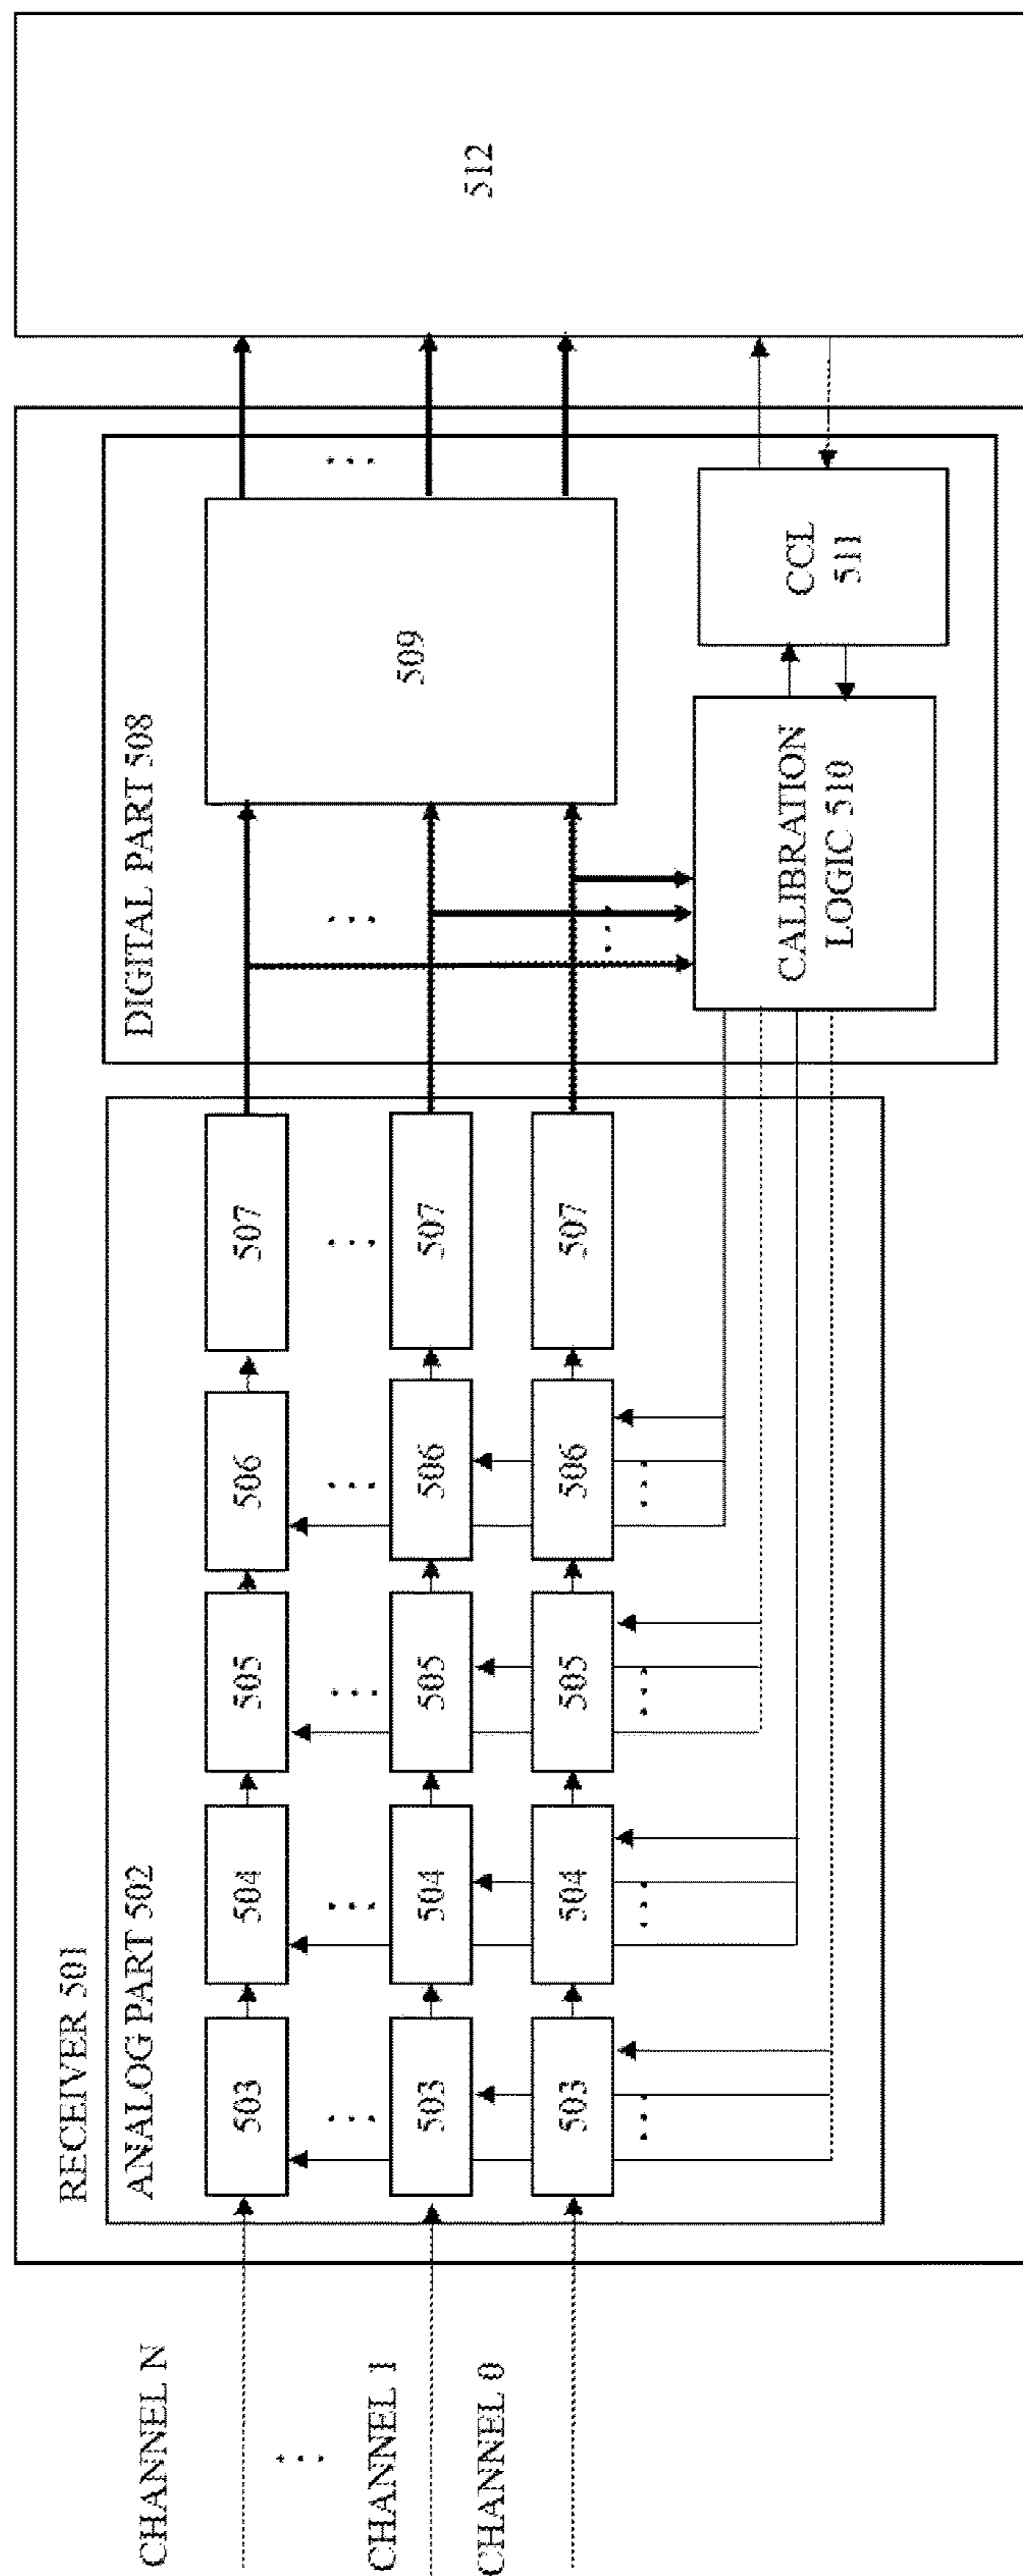 RECEIVER 501
ANALOG PART 502
DIGITAL PART 508
CHANNEL N
503
504
505
506
507
CHANNEL 1
503
504
505
506
507
CHANNEL 0
503
504
505
506
507
509
CALIBRATION
LOGIC 510
CCL
511
512